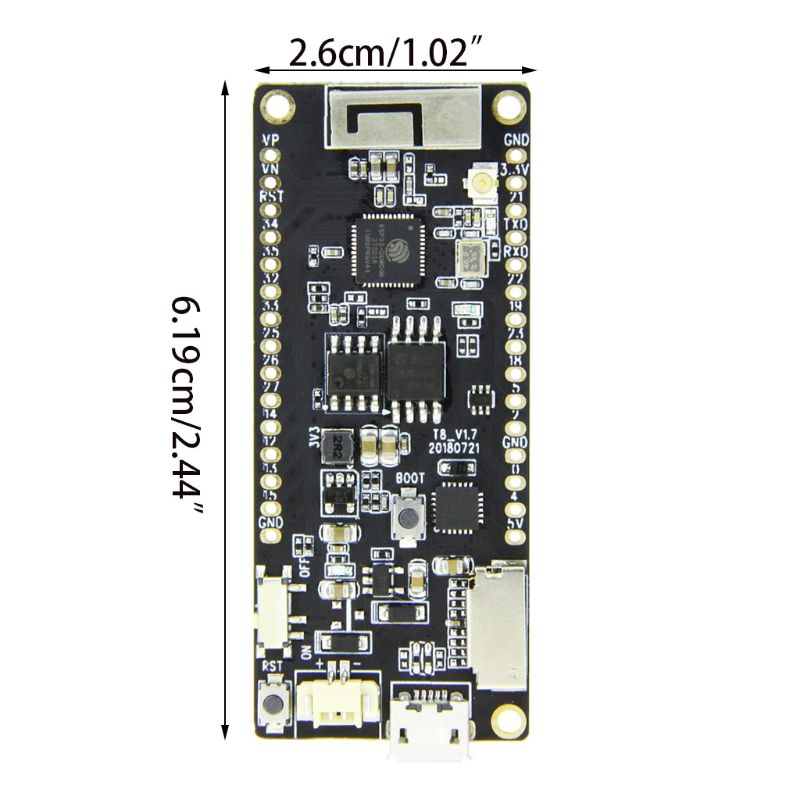 2.6cm/1.02"
6.19cm/2.44"
VP
VN
RST
34
35
32
33
25
26
27
14
12
13
15
GND
GND
3.3V
21
TXD
RXD
22
19
23
18
5
2
GND
0
4
5V
3V3
2R2
T8_V1.7
20180721
BOOT
OFF
ON
RST
+ -